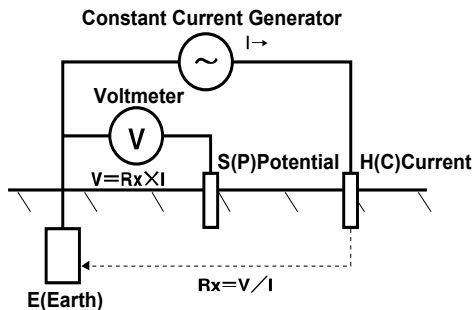 Constant Current Generator
I→
~
Voltmeter
V
S(P)Potential
H(C)Current
V=Rx×I
E(Earth)
Rx=V/I